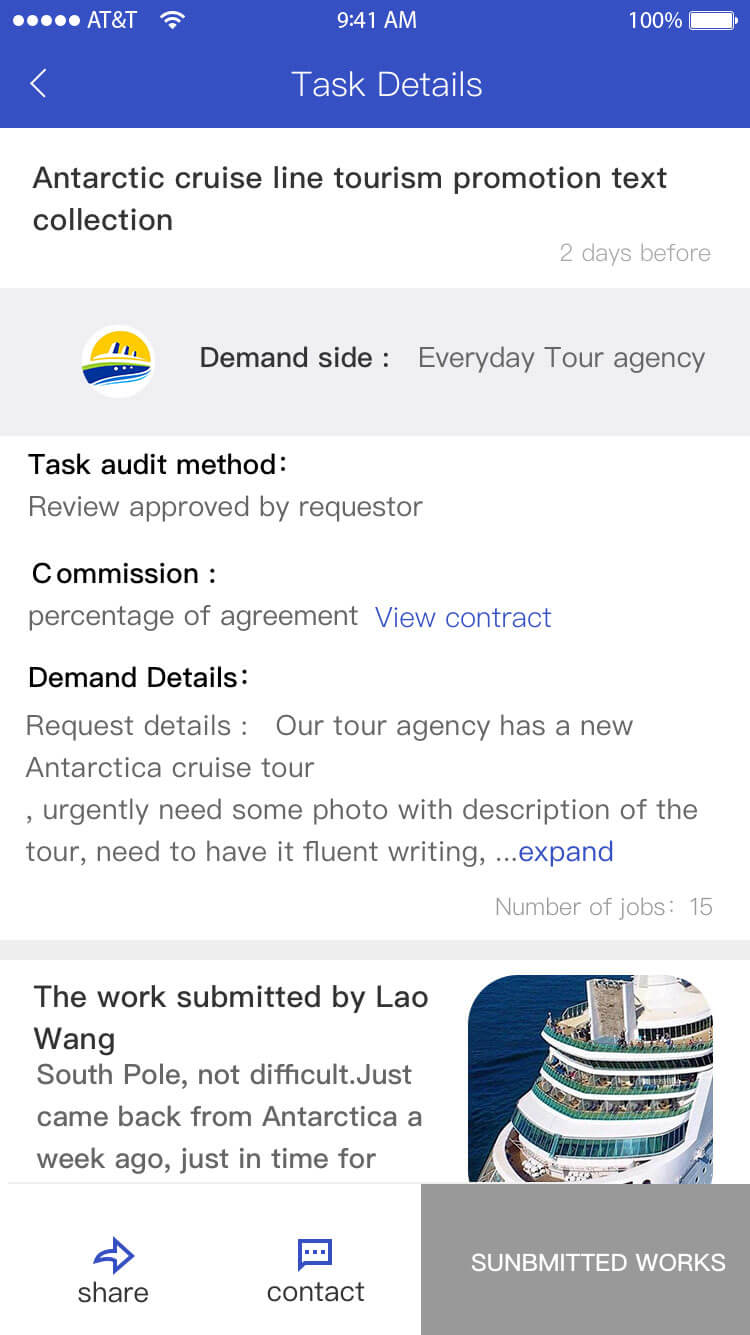 AT&T 9:41 AM 100%
Task Details
Antarctic cruise line tourism promotion text
collection
2 days before
Demand side : Everyday Tour agency
Task audit method:
Review approved by requestor
Commission :
percentage of agreement View contract
Demand Details:
Request details : Our tour agency has a new
Antarctica cruise tour
, urgently need some photo with description of the
tour, need to have it fluent writing, ...expand
Number of jobs: 15
The work submitted by Lao
Wang
South Pole, not difficult.Just
came back from Antarctica a
week ago, just in time for
share contact SUNBMITTED WORKS